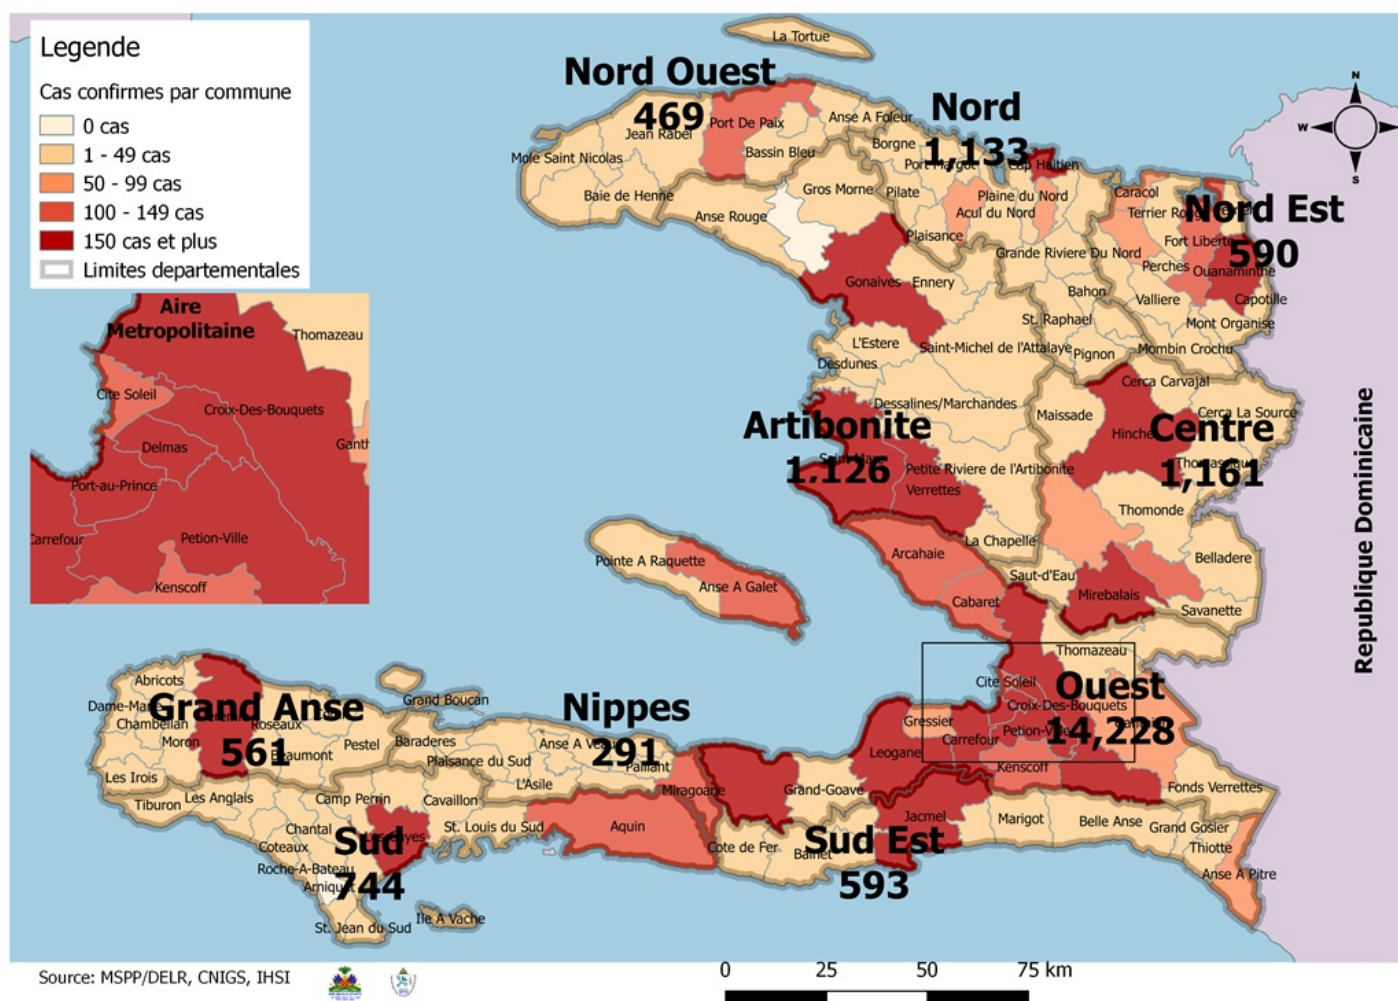 Legende
Cas confirmes par commune
0 cas
1 - 49 cas
50 - 99 cas
100 - 149 cas
150 cas et plus
Limites departementales
Aire
Metropolitaine
Thomazeau
Cite Soleil
Croix-Des-Bouquets
Delmas
Port-au-Prince
Carrefour
Petion-Ville
Kenscoff
La Tortue
Nord Ouest
469
Jean Rabel
Port De Paix
Anse A Foleur
Bassin Bleu
Mole Saint Nicolas
Baie de Henne
Nord
1,133
Borgne
Port Margot
Cap Haitien
Pilate
Plaine du Nord
Acul du Nord
Plaisance
Grande Riviere Du Nord
Bahon
St. Raphael
Pignon
N
W
S
Caracol
Nord Est
590
Fort Liberte
Perches
Ouanaminthe
Valliere
Capotille
Mont Organise
Mombin Crochu
Gros Morne
Anse Rouge
Gonaives
Ennery
L'Estere
Saint-Michel de l'Attalaye
Desdunes
Dessalines/Marchandes
Artibonite
1,126
Petite Riviere de l'Artibonite
Verrettes
La Chapelle
Cerca Carvajal
Maissade
Cerca La Source
Hinche
Centre
1,161
Thomonde
Belladere
Saut-d'Eau
Mirebalais
Savanette
Republique Dominicaine
Pointe A Raquette
Anse A Galet
Arcahaie
Cabaret
Thomazeau
Cite Soleil
Ouest
14,228
Croix-Des-Bouquets
Gressier
Carrefour
Leogane
Kenscoff
Fonds Verrettes
Grand-Goave
Abricots
Grand Anse
561
Chambellan
Moron
Roseaux
Beaumont
Pestel
Les Irois
Grand Boucan
Nippes
291
Baraderes
Plaisance du Sud
Paillant
L'Asile
Miragoane
Tiburon
Les Anglais
Camp Perrin
Cavaillon
St. Louis du Sud
Aquin
Chantal
Sud
744
Coteaux
Roche-A-Bateau
St. Jean du Sud
Ile A Vache
Cote de Fer
Sud Est
593
Jacmel
Marigot
Belle Anse
Grand Gosier
Thiotte
Anse A Pitre
Source: MSPP/DELR, CNIGS, IHSI
0 25 50 75 km